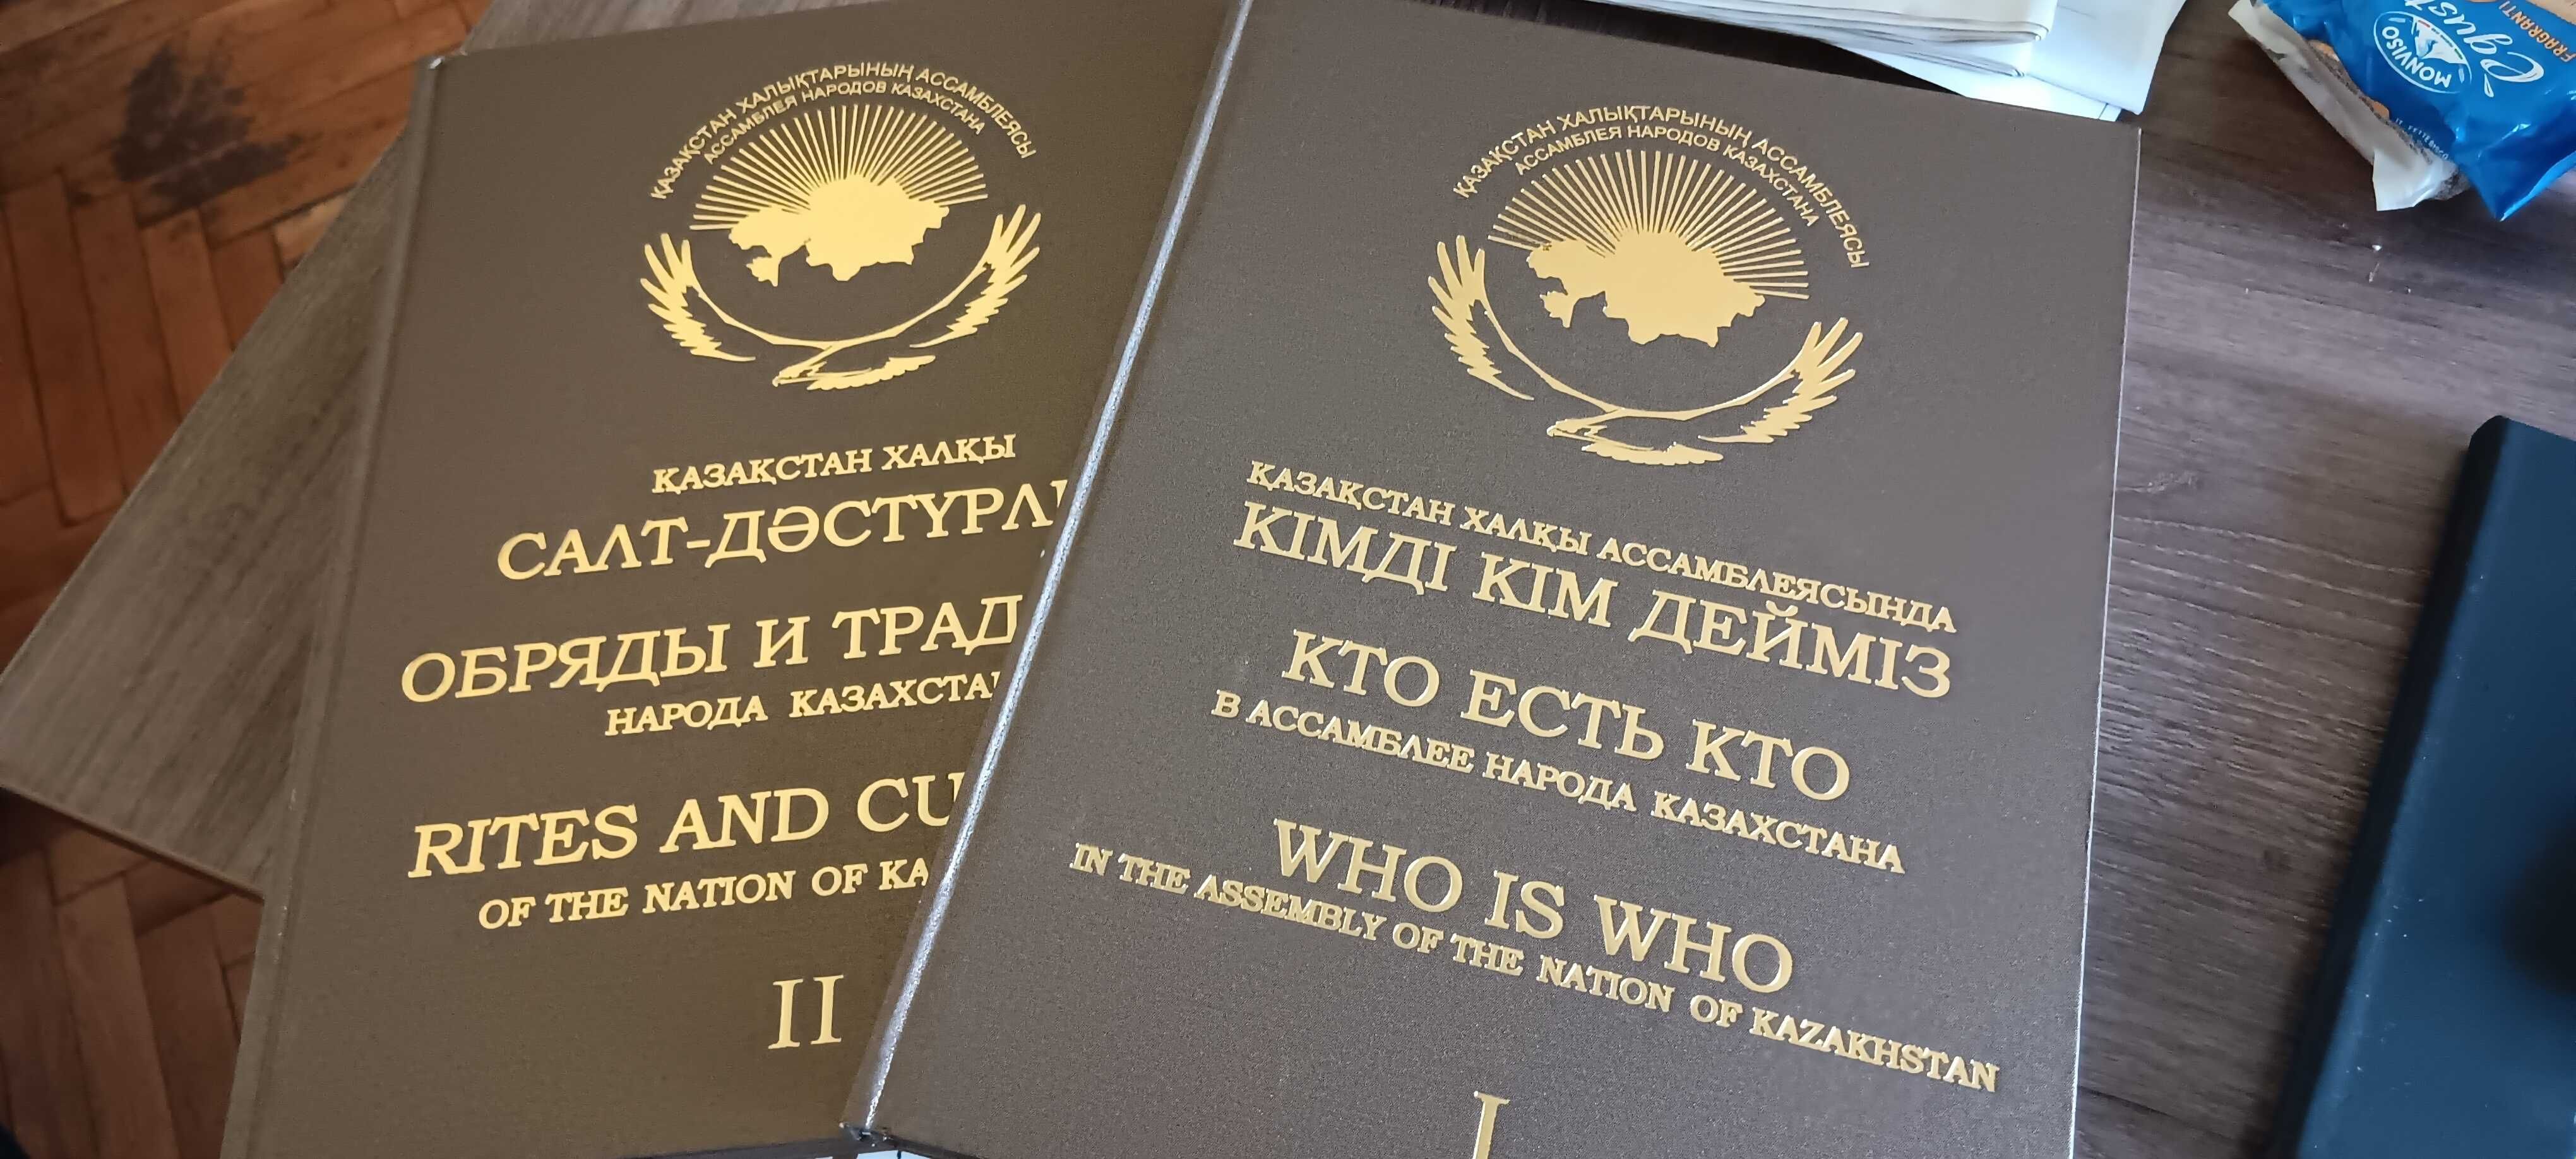 ҚАЗАҚСТАН ХАЛЫҚТАРЫНЫҢ АССАМБЛЕЯСЫ
АССАМБЛЕЯ НАРОДОВ КАЗАХСТАНА
ҚАЗАҚСТАН ХАЛҚЫ
САЛТ-ДӘСТҮРЛ
ОБРЯДЫ И ТРАД
НАРОДА КАЗАХСТА
RITES AND CU
OF THE NATION OF KA
II
ҚАЗАҚСТАН ХАЛЫҚТАРЫНЫҢ АССАМБЛЕЯСЫ
АССАМБЛЕЯ НАРОДОВ КАЗАХСТАНА
ҚАЗАҚСТАН ХАЛҚЫ АССАМБЛЕЯСЫНДА
КІМДІ КІМ ДЕЙМІЗ
КТО ЕСТЬ КТО
В АССАМБЛЕЕ НАРОДА КАЗАХСТАНА
WHO IS WHO
IN THE ASSEMBLY OF THE NATION OF KAZAKHSTAN
I
MONVISO
FRAGRANTI